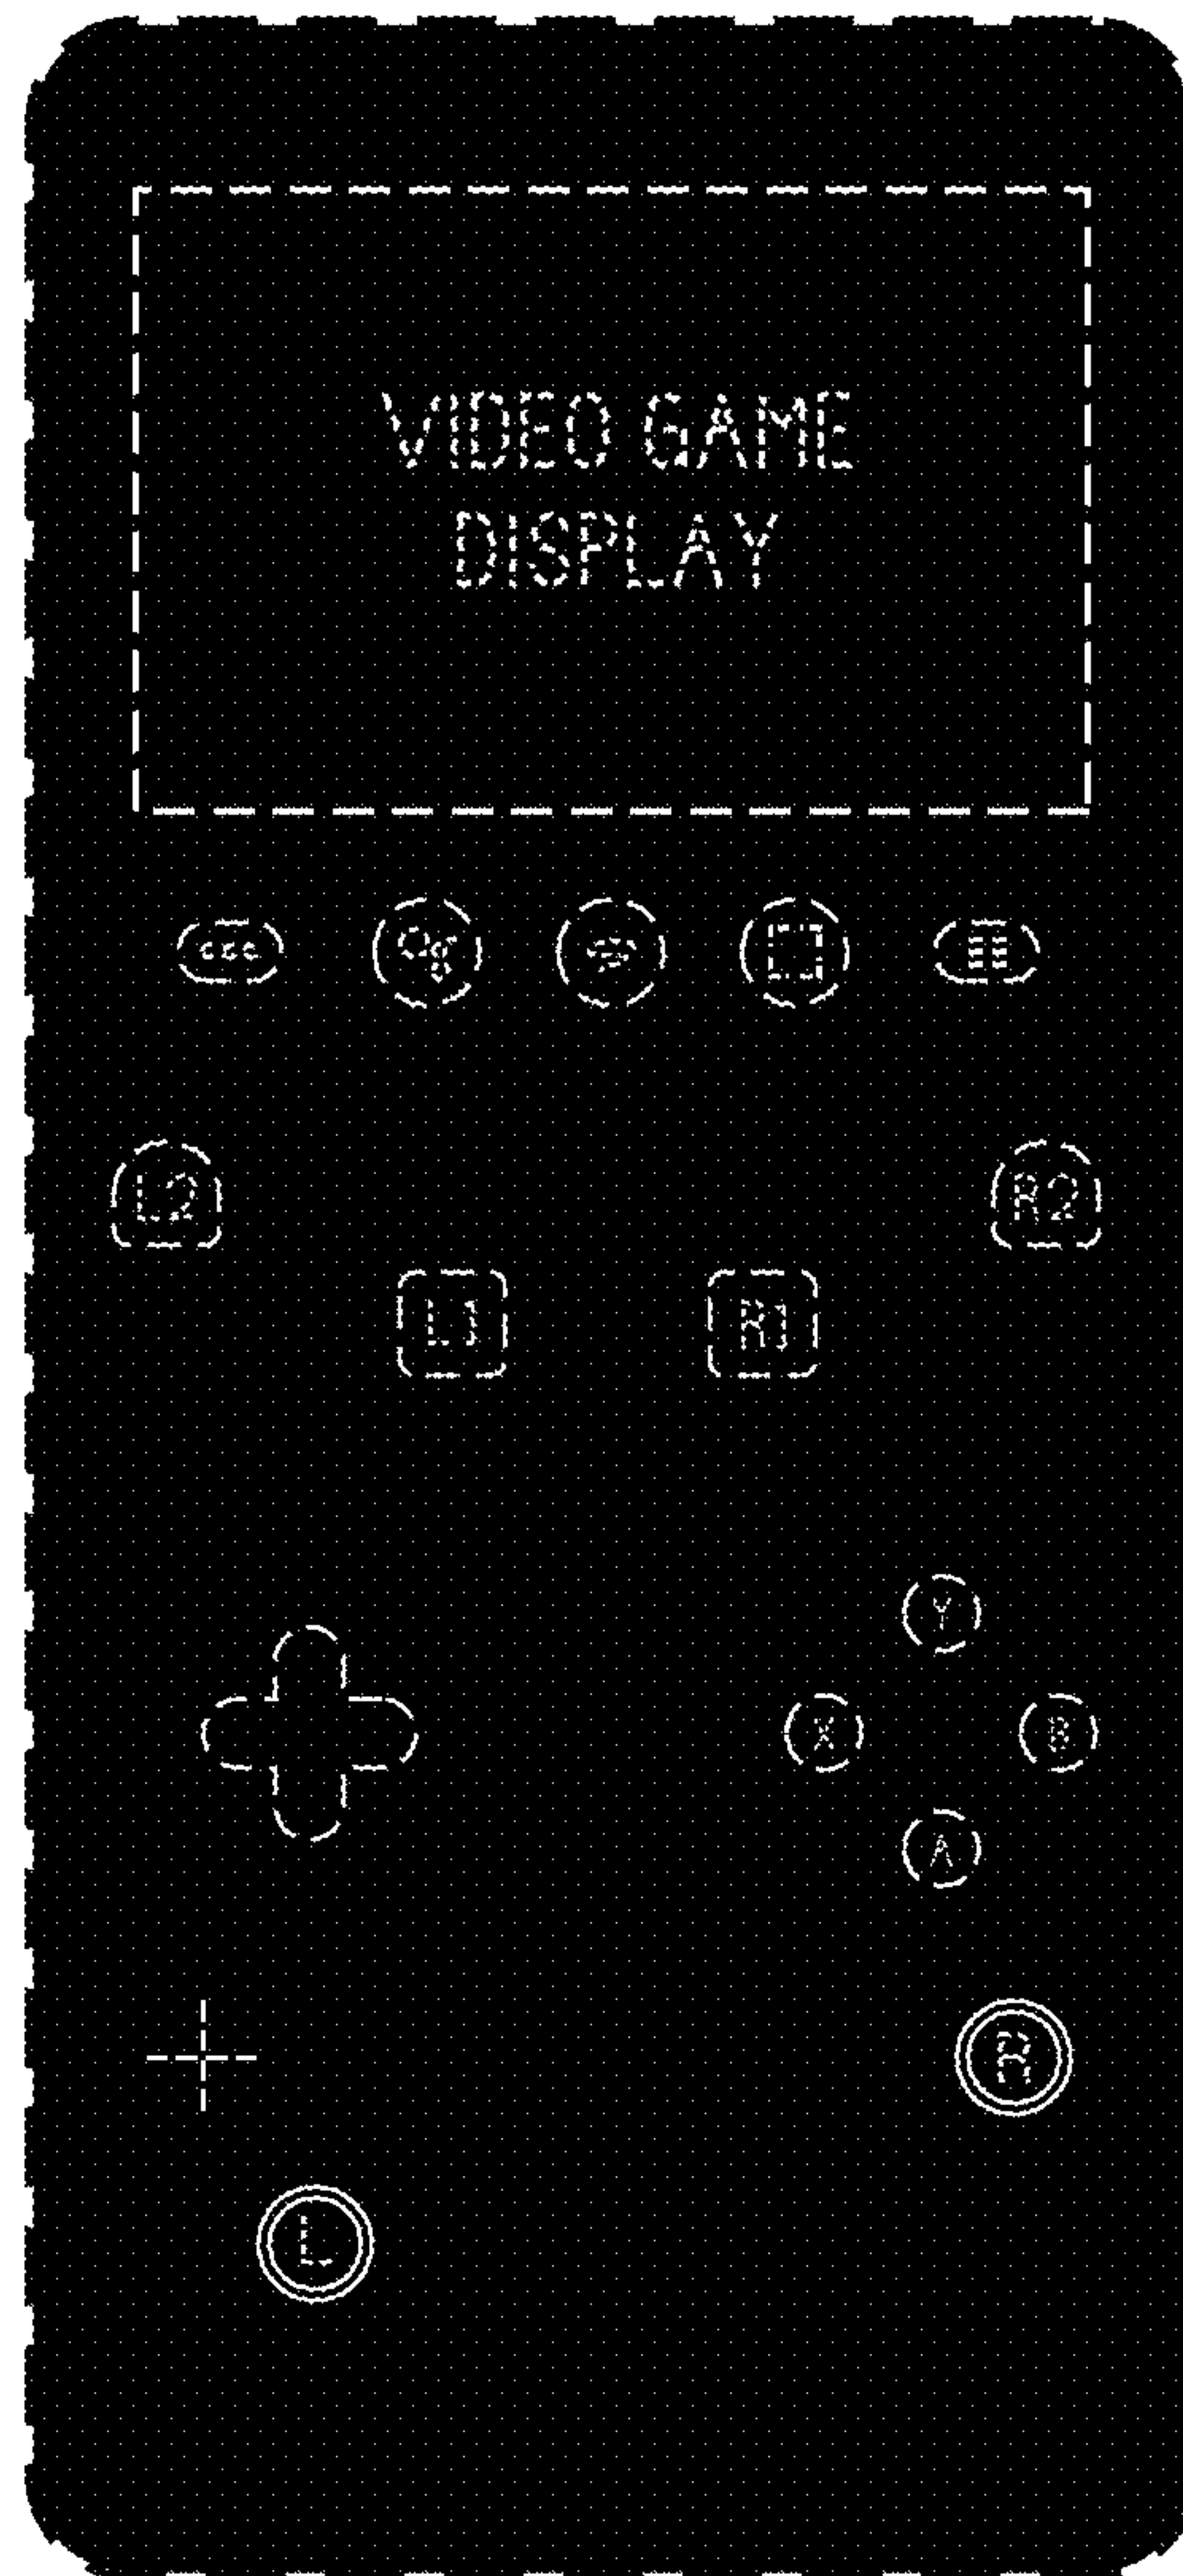 VIDEO GAME
DISPLAY
L2 R2
L1 R1
Y
X B
A
R
L